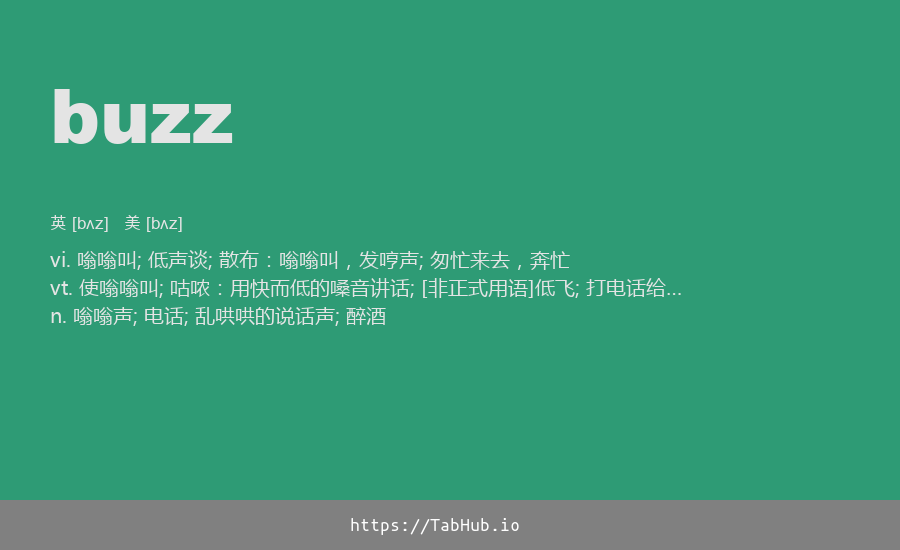 buzz
英 [bʌz] 美 [bʌz]
vi. 嗡嗡叫; 低声谈; 散布：嗡嗡叫，发哼声; 匆忙来去，奔忙
vt. 使嗡嗡叫; 咕哝：用快而低的嗓音讲话; [非正式用语]低飞; 打电话给...
n. 嗡嗡声; 电话; 乱哄哄的说话声; 醉酒
https://TabHub.io